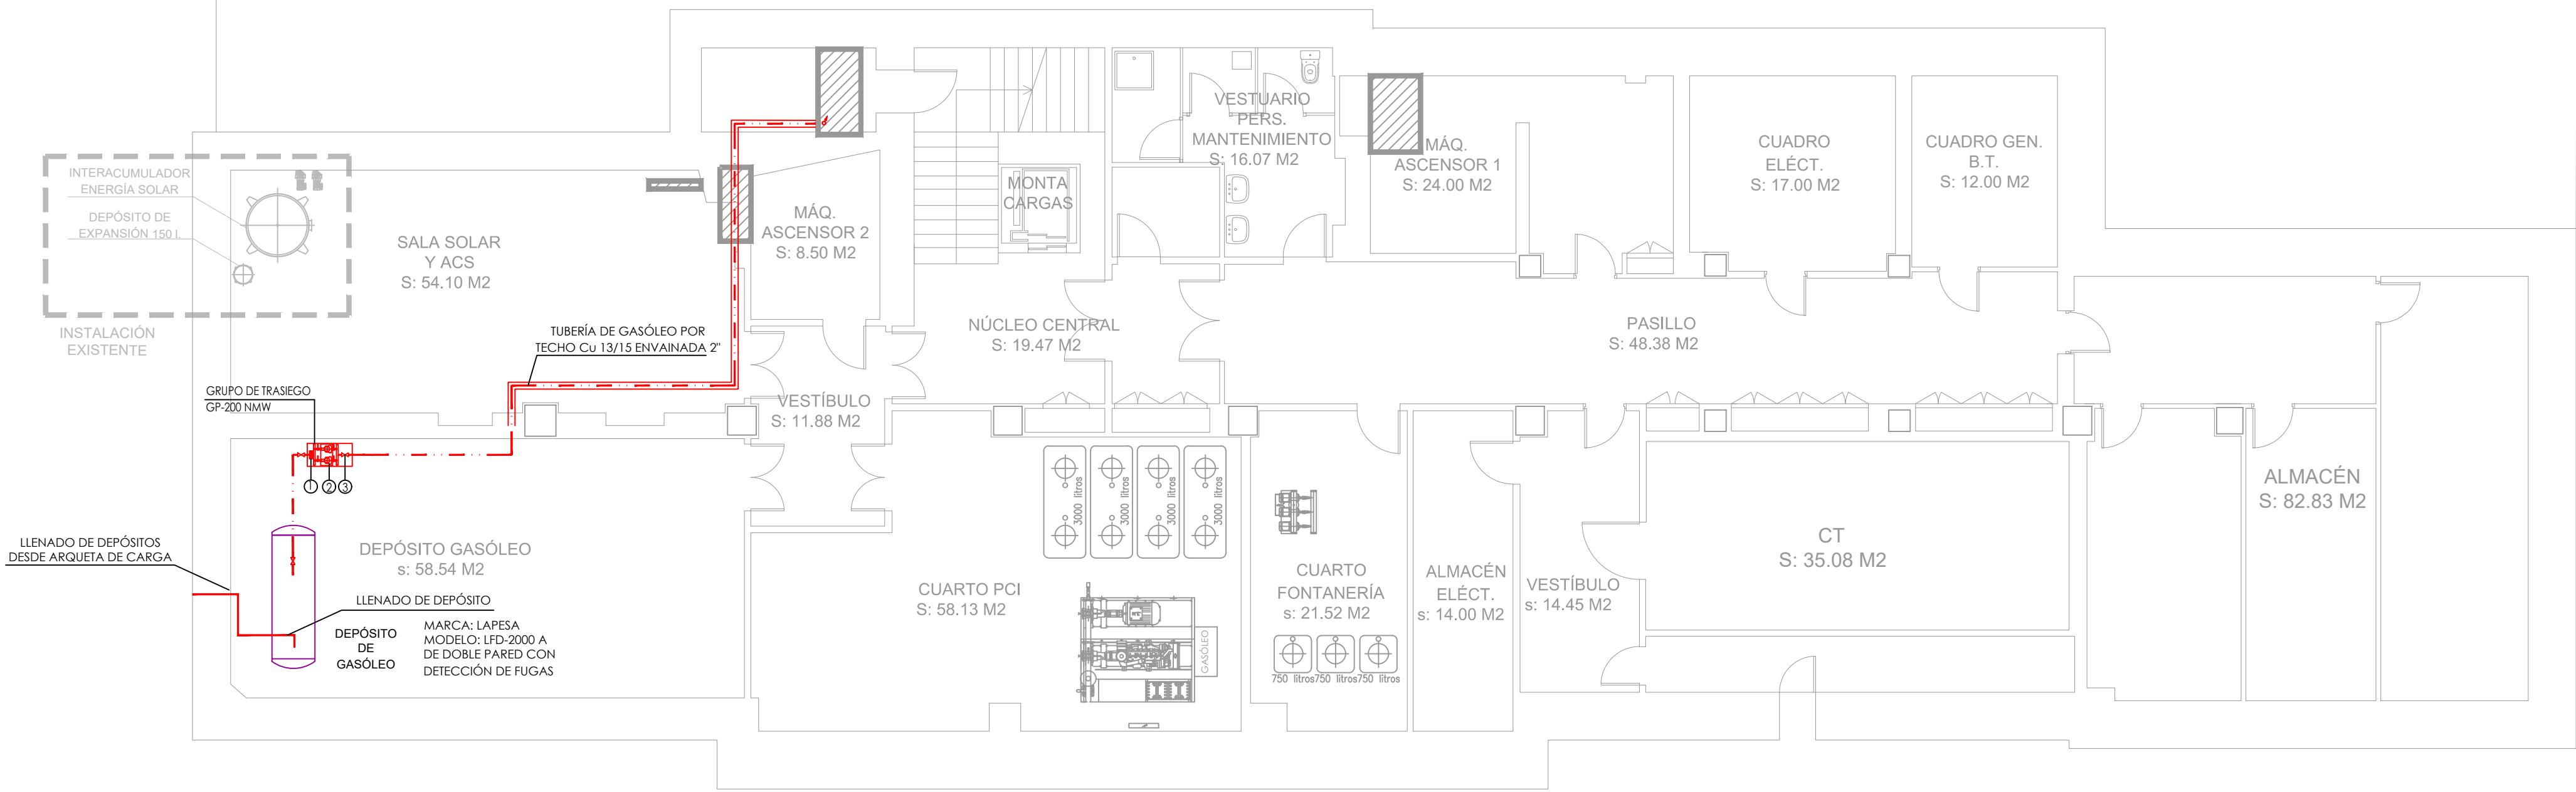 INTERACUMULADOR
ENERGÍA SOLAR
DEPÓSITO DE
EXPANSIÓN 150 l.
INSTALACIÓN
EXISTENTE
SALA SOLAR
Y ACS
S: 54.10 M2
MÁQ.
ASCENSOR 2
S: 8.50 M2
MONTA
CARGAS
VESTUARIO
PERS.
MANTENIMIENTO
S: 16.07 M2
MÁQ.
ASCENSOR 1
S: 24.00 M2
CUADRO
ELÉCT.
S: 17.00 M2
CUADRO GEN.
B.T.
S: 12.00 M2
TUBERÍA DE GASÓLEO POR
TECHO Cu 13/15 ENVAINADA 2"
NÚCLEO CENTRAL
S: 19.47 M2
PASILLO
S: 48.38 M2
GRUPO DE TRASIEGO
GP-200 NMW
1 2 3
VESTÍBULO
S: 11.88 M2
LLENADO DE DEPÓSITOS
DESDE ARQUETA DE CARGA
DEPÓSITO GASÓLEO
s: 58.54 M2
LLENADO DE DEPÓSITO
DEPÓSITO
DE
GASÓLEO
MARCA: LAPESA
MODELO: LFD-2000 A
DE DOBLE PARED CON
DETECCIÓN DE FUGAS
3000 litros
3000 litros
3000 litros
3000 litros
CUARTO PCI
S: 58.13 M2
GASÓLEO
CUARTO
FONTANERÍA
s: 21.52 M2
750 litros
750 litros
750 litros
ALMACÉN
ELÉCT.
s: 14.00 M2
VESTÍBULO
s: 14.45 M2
CT
S: 35.08 M2
ALMACÉN
S: 82.83 M2